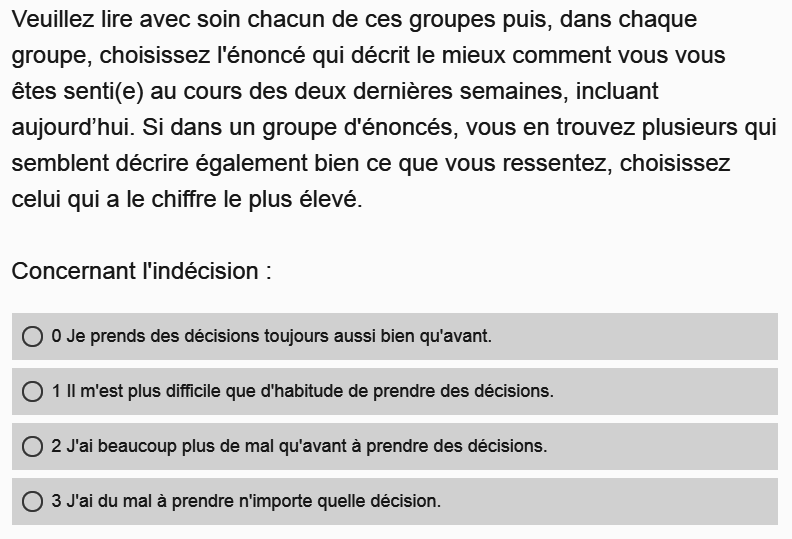 Veuillez lire avec soin chacun de ces groupes puis, dans chaque
groupe, choisissez l'énoncé qui décrit le mieux comment vous vous
êtes senti(e) au cours des deux dernières semaines, incluant
aujourd’hui. Si dans un groupe d'énoncés, vous en trouvez plusieurs qui
semblent décrire également bien ce que vous ressentez, choisissez
celui qui a le chiffre le plus élevé.
Concernant l'indécision :
0 Je prends des décisions toujours aussi bien qu'avant.
1 Il m'est plus difficile que d'habitude de prendre des décisions.
2 J'ai beaucoup plus de mal qu'avant à prendre des décisions.
3 J'ai du mal à prendre n'importe quelle décision.